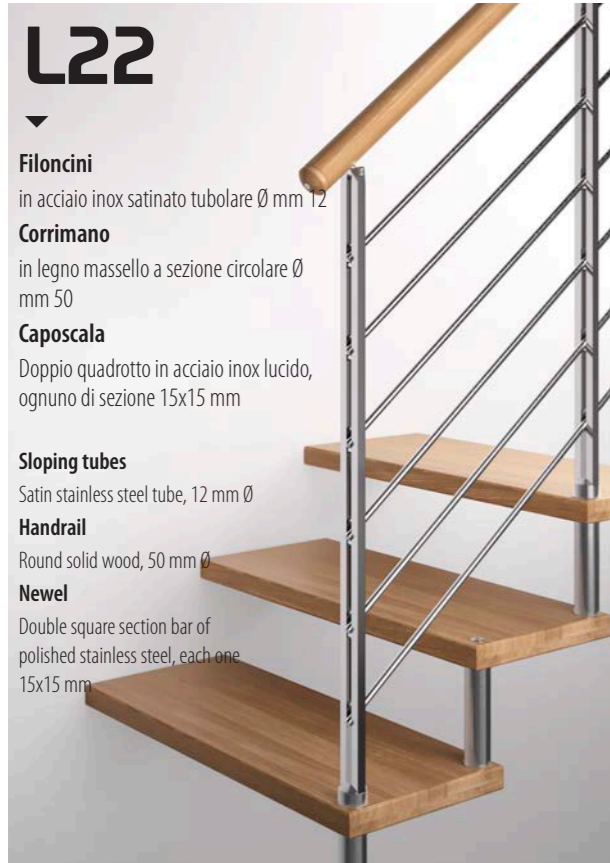 L22
Filoncini
in acciaio inox satinato tubolare Ø mm 12
Corrimano
in legno massello a sezione circolare Ø
mm 50
Caposcala
Doppio quadrotto in acciaio inox lucido,
ognuno di sezione 15x15 mm
Sloping tubes
Satin stainless steel tube, 12 mm Ø
Handrail
Round solid wood, 50 mm Ø
Newel
Double square section bar of
polished stainless steel, each one
15x15 mm